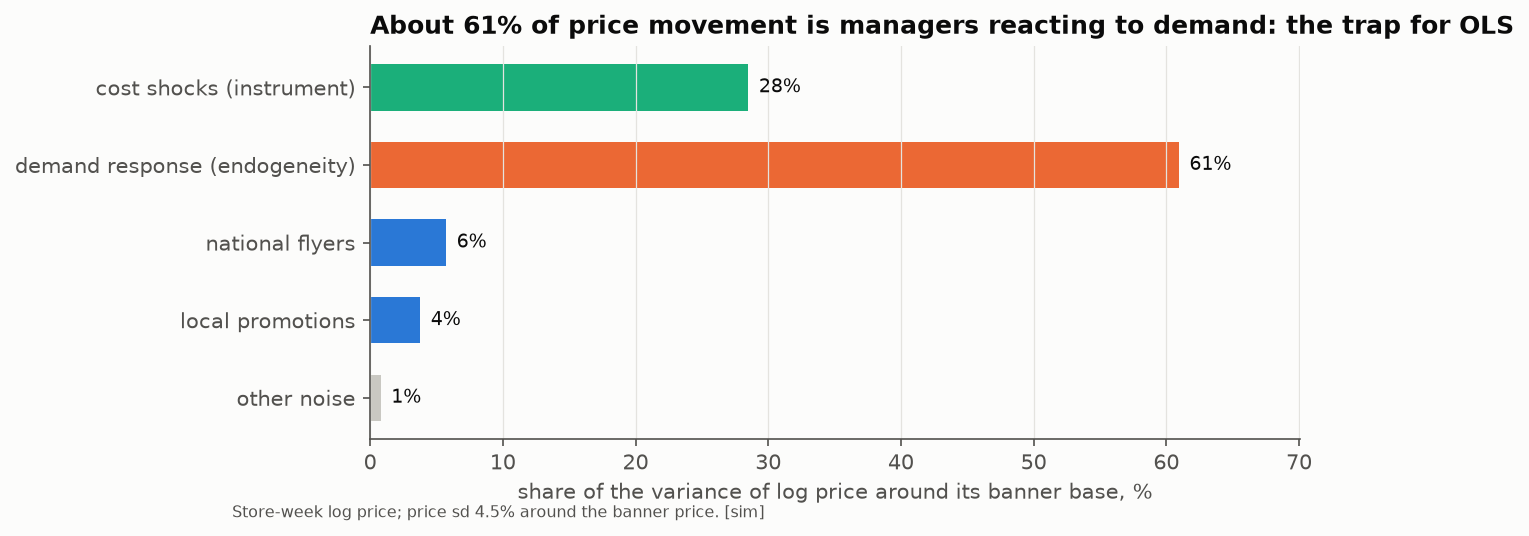 About 61% of price movement is managers reacting to demand: the trap for OLS
cost shocks (instrument)
28%
demand response (endogeneity)
61%
national flyers
6%
local promotions
4%
other noise
1%
0 10 20 30 40 50 60 70
share of the variance of log price around its banner base, %
Store-week log price; price sd 4.5% around the banner price. [sim]